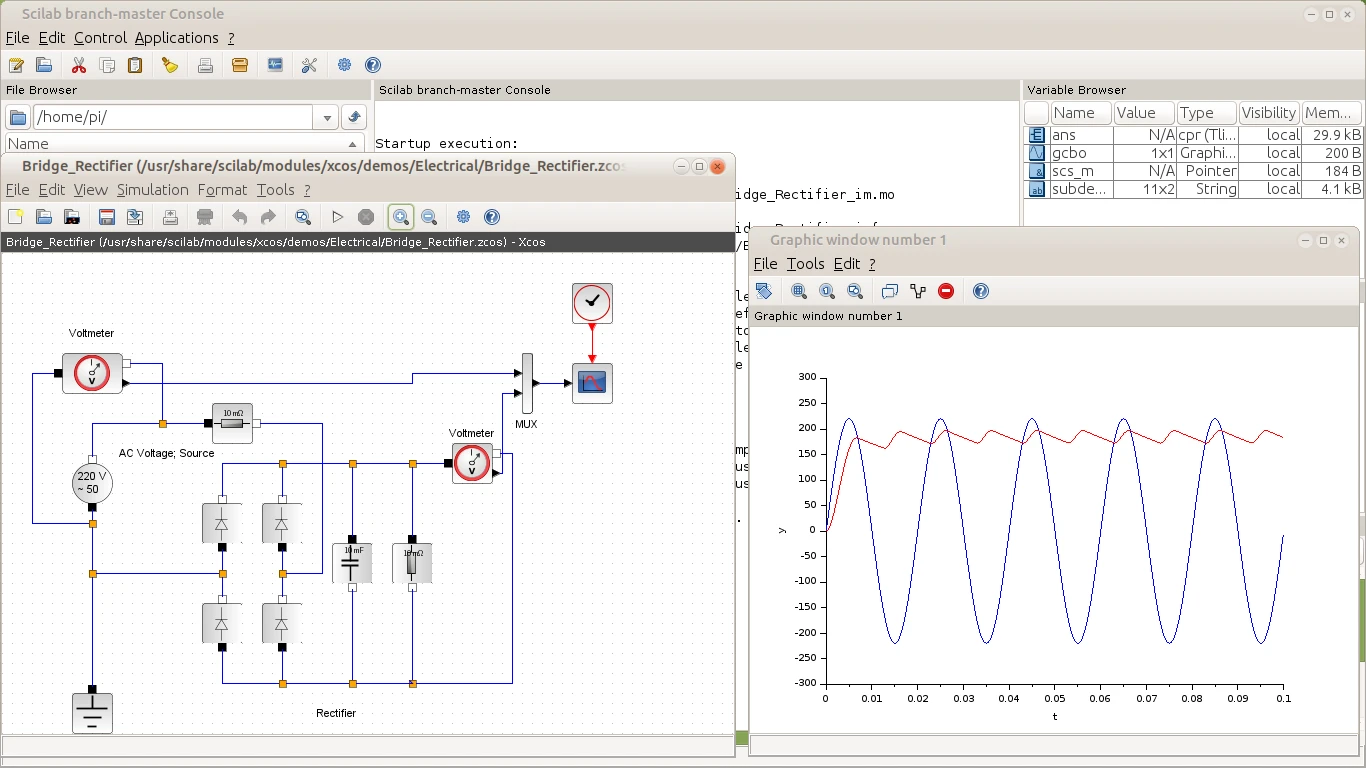 Scilab branch-master Console
File Edit Control Applications ?
File Browser
Scilab branch-master Console
Variable Browser
/home/pi/
Name
Startup execution:
Name Value Type Visibility Mem...
ans N/A cpr (Tli... local 29.9 kB
gcbo 1x1 Graphi... local 200 B
scs_m N/A Pointer local 184 B
subde... 11x2 String local 4.1 kB
Bridge_Rectifier (/usr/share/scilab/modules/xcos/demos/Electrical/Bridge_Rectifier.zco
File Edit View Simulation Format Tools ?
idge_Rectifier_im.mo
Bridge_Rectifier (/usr/share/scilab/modules/xcos/demos/Electrical/Bridge_Rectifier.zcos) - Xcos
Voltmeter
V
10 mΩ
AC Voltage; Source
220 V
~ 50
Voltmeter
V
MUX
10 mF
Rectifier
Graphic window number 1
File Tools Edit ?
Graphic window number 1
300
250
200
150
100
50
0
-50
-100
-150
-200
-250
-300
y
0 0.01 0.02 0.03 0.04 0.05 0.06 0.07 0.08 0.09 0.1
t